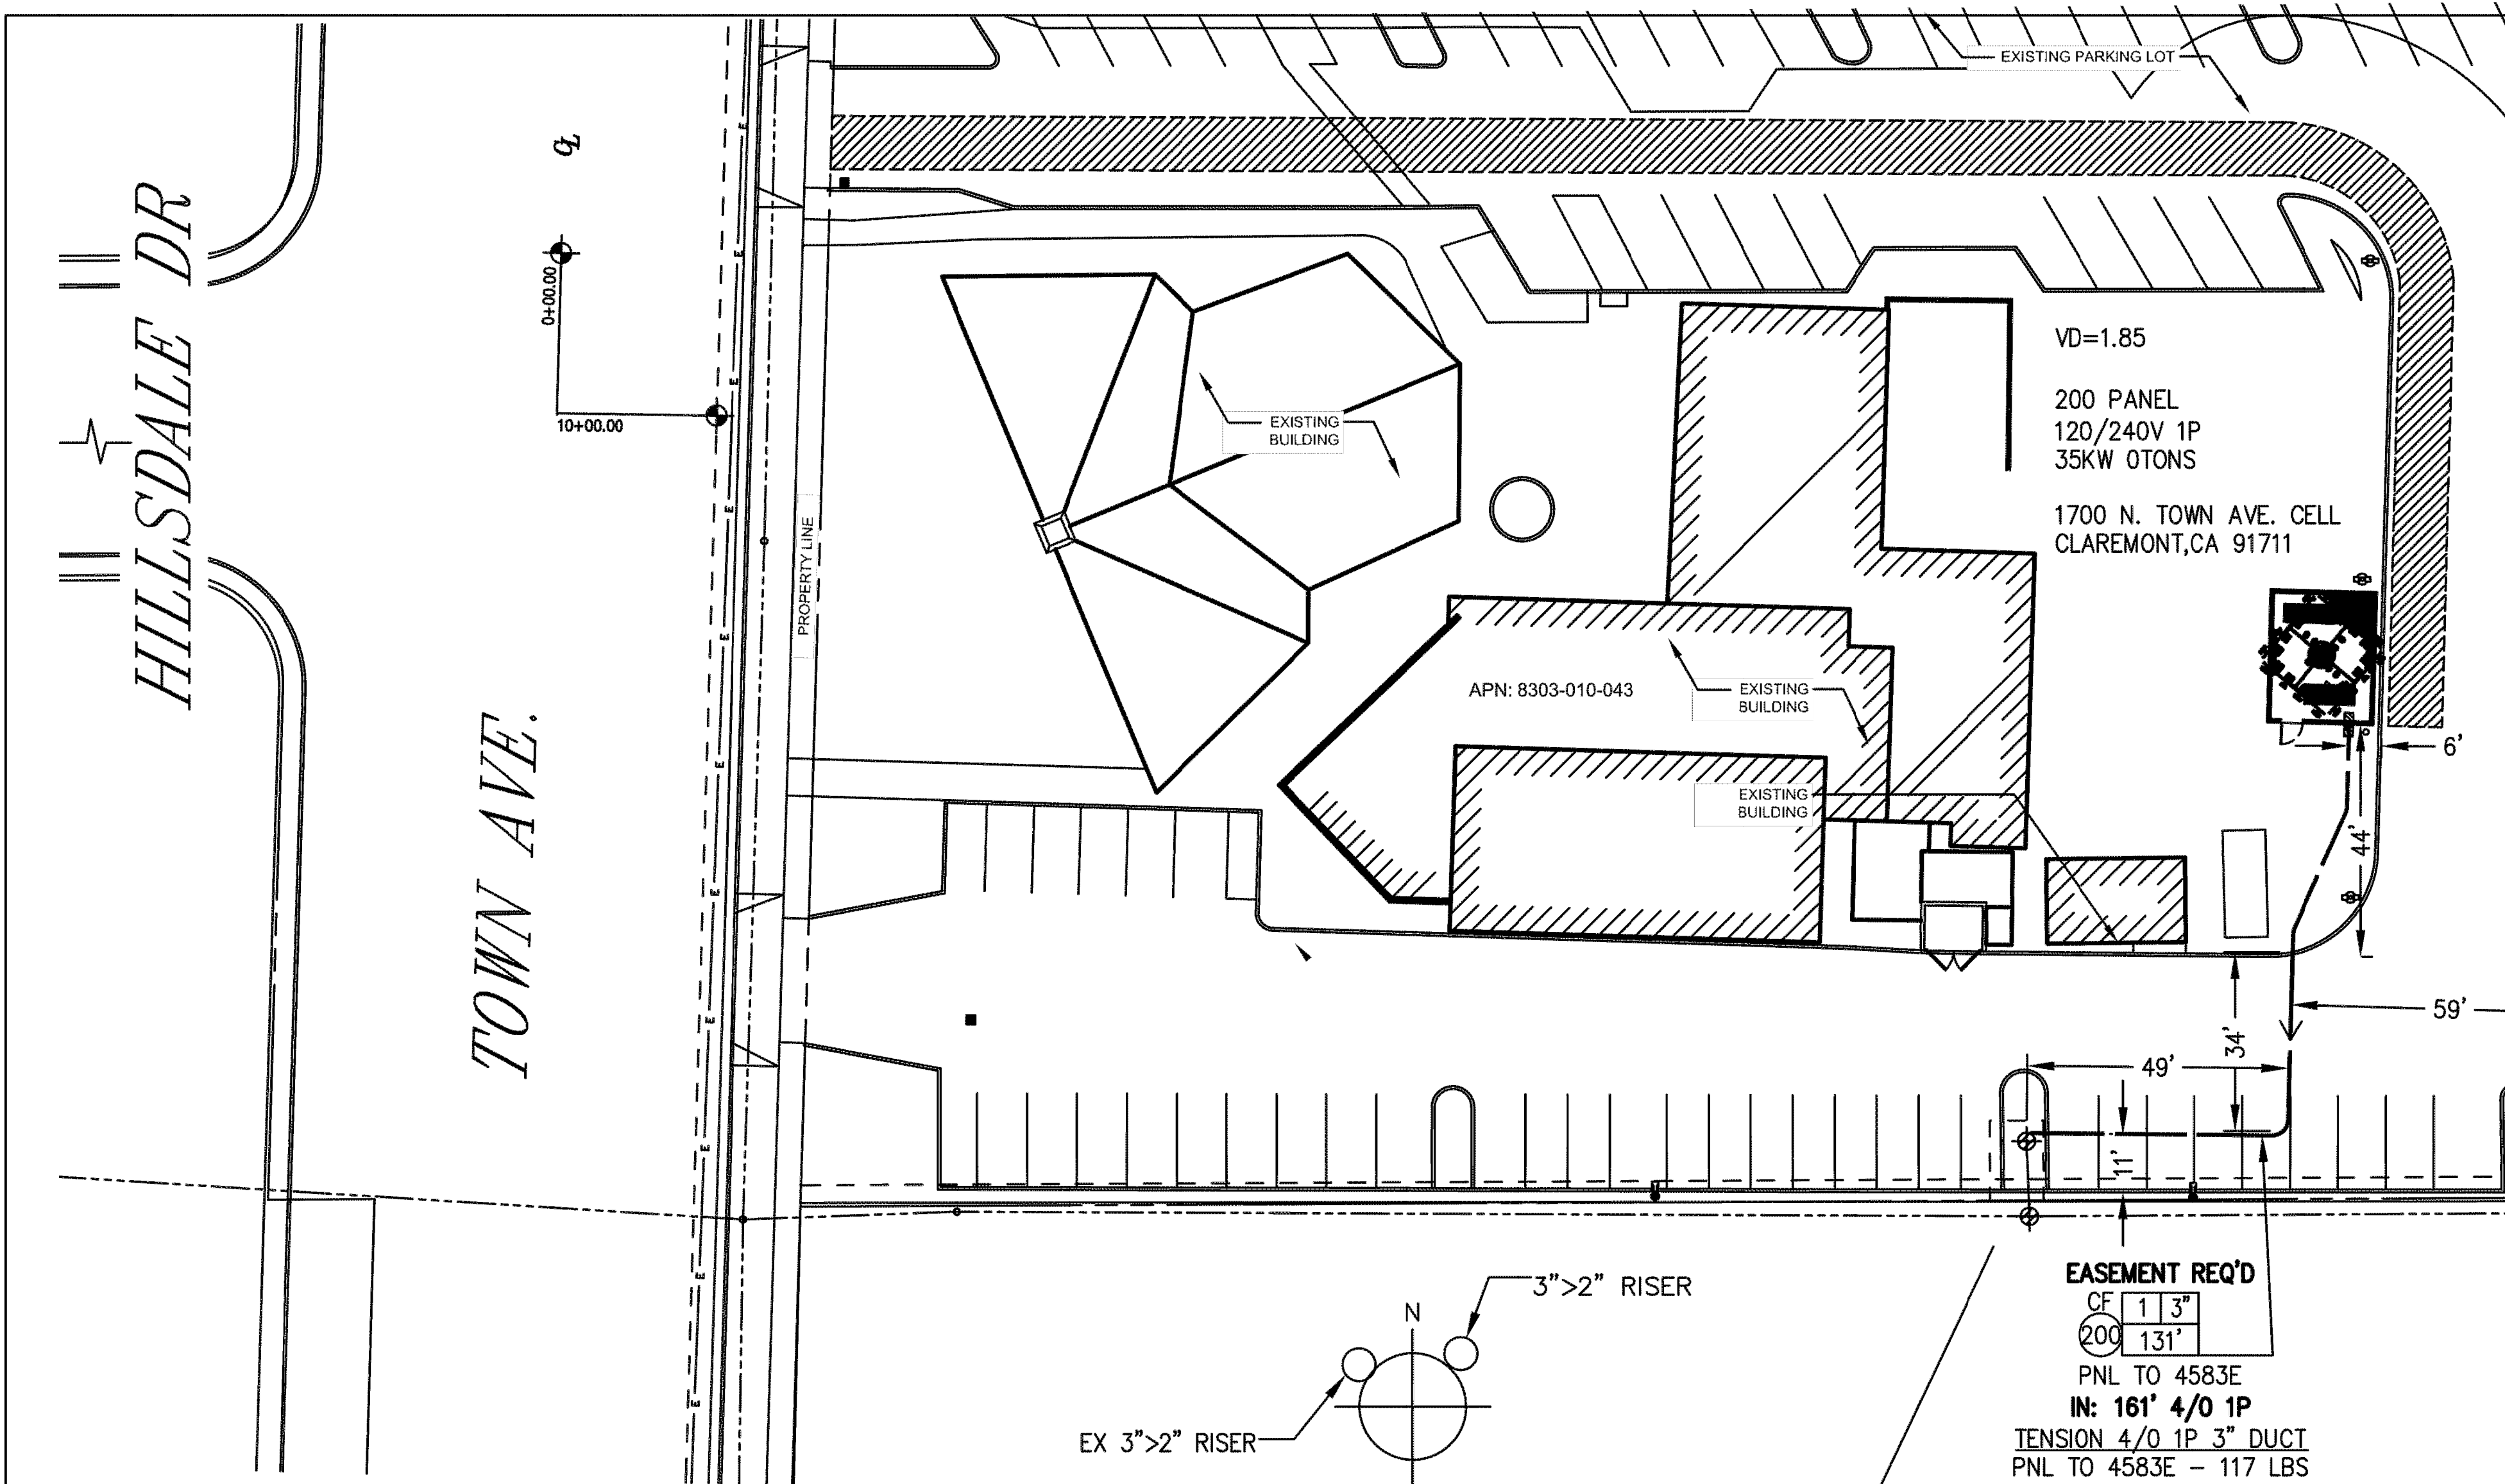 EXISTING PARKING LOT
℄
HILLSDALE DR
0+00.00
10+00.00
TOWN AVE.
PROPERTY LINE
EXISTING
BUILDING
VD=1.85
200 PANEL
120/240V 1P
35KW 0TONS
1700 N. TOWN AVE. CELL
CLAREMONT,CA 91711
APN: 8303-010-043
EXISTING
BUILDING
EXISTING
BUILDING
6'
44'
59'
34'
49'
11'
E
E
E
E
E
E
E
E
E
E
E
E
E
E
3">2" RISER
N
EX 3">2" RISER
EASEMENT REQ'D
CF 1 3"
200 131'
PNL TO 4583E
IN: 161' 4/0 1P
TENSION 4/0 1P 3" DUCT
PNL TO 4583E – 117 LBS